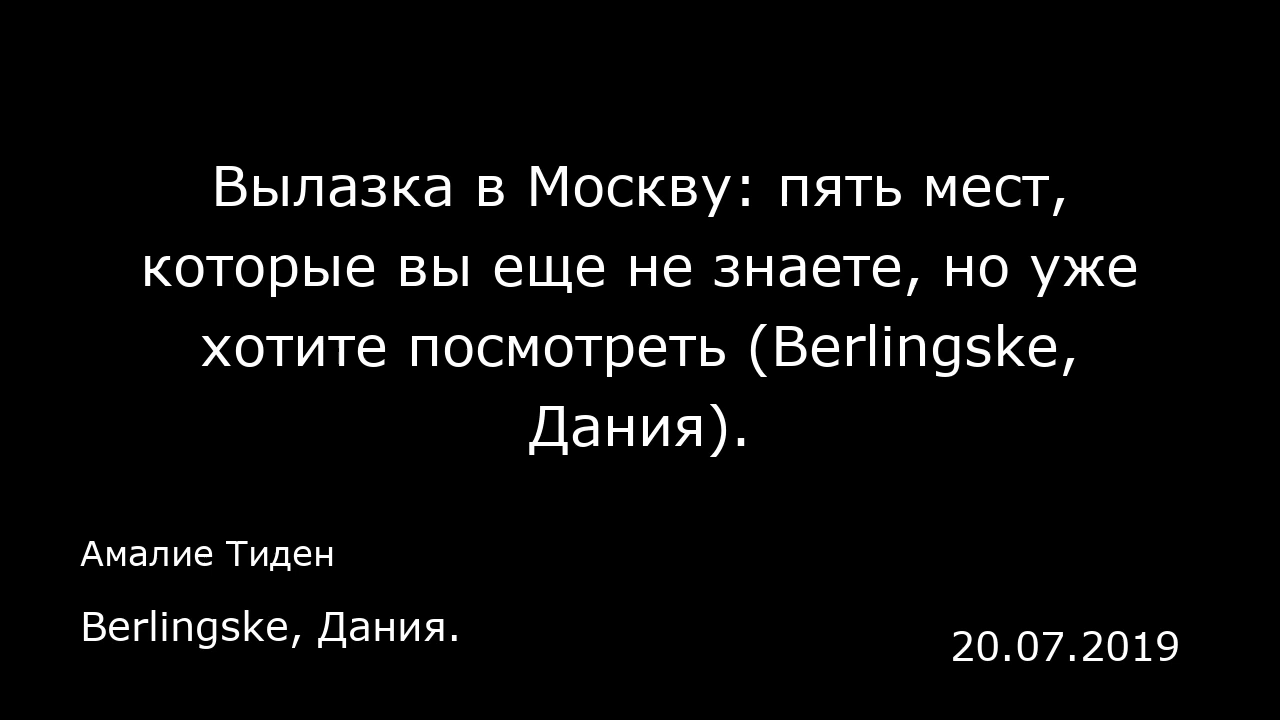 Вылазка в Москву: пять мест,
которые вы еще не знаете, но уже
хотите посмотреть (Berlingske,
Дания).
Амалие Тиден
Berlingske, Дания.
20.07.2019